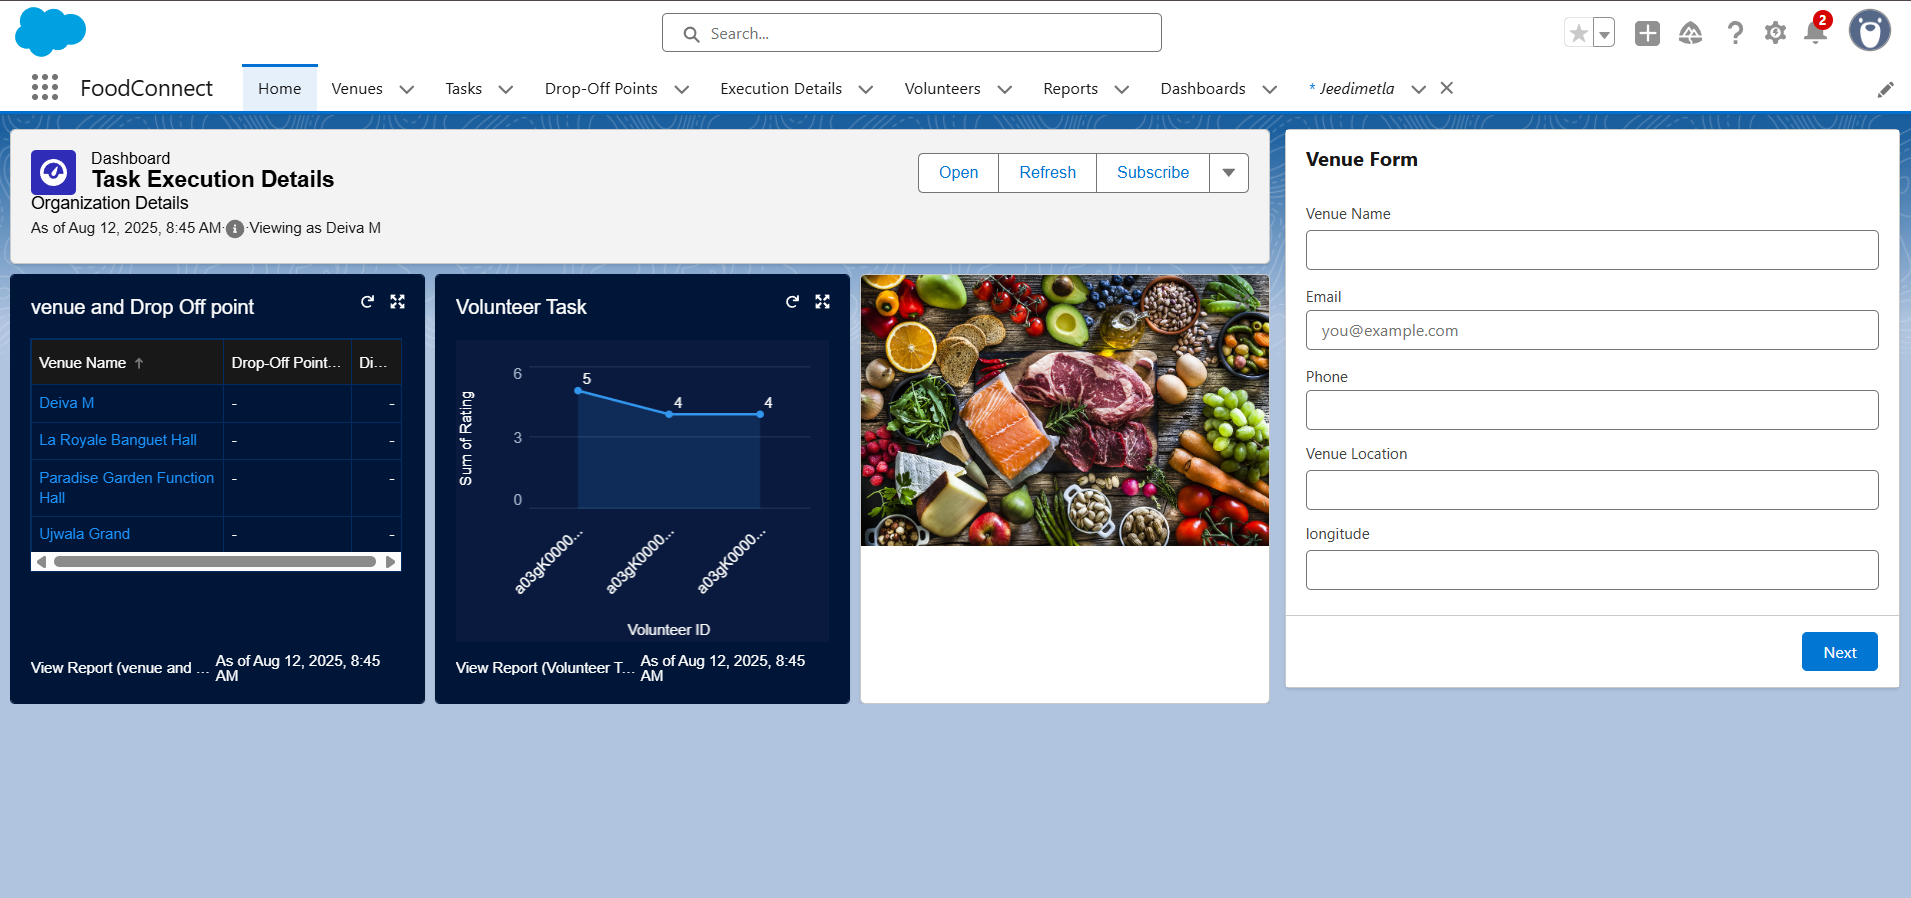 Search...
2
FoodConnect
Home
Venues
Tasks
Drop-Off Points
Execution Details
Volunteers
Reports
Dashboards
* Jeedimetla
Dashboard
Task Execution Details
Organization Details
As of Aug 12, 2025, 8:45 AM·Viewing as Deiva M
Open
Refresh
Subscribe
venue and Drop Off point
Venue Name
Drop-Off Point...
Di...
Deiva M
-
-
La Royale Banguet Hall
-
-
Paradise Garden Function
Hall
-
-
Ujwala Grand
-
-
View Report (venue and ...
As of Aug 12, 2025, 8:45
AM
Volunteer Task
Sum of Rating
6
3
0
5
4
4
a03gK0000...
a03gK0000...
a03gK0000...
Volunteer ID
View Report (Volunteer T...
As of Aug 12, 2025, 8:45
AM
Venue Form
Venue Name
Email
you@example.com
Phone
Venue Location
longitude
Next